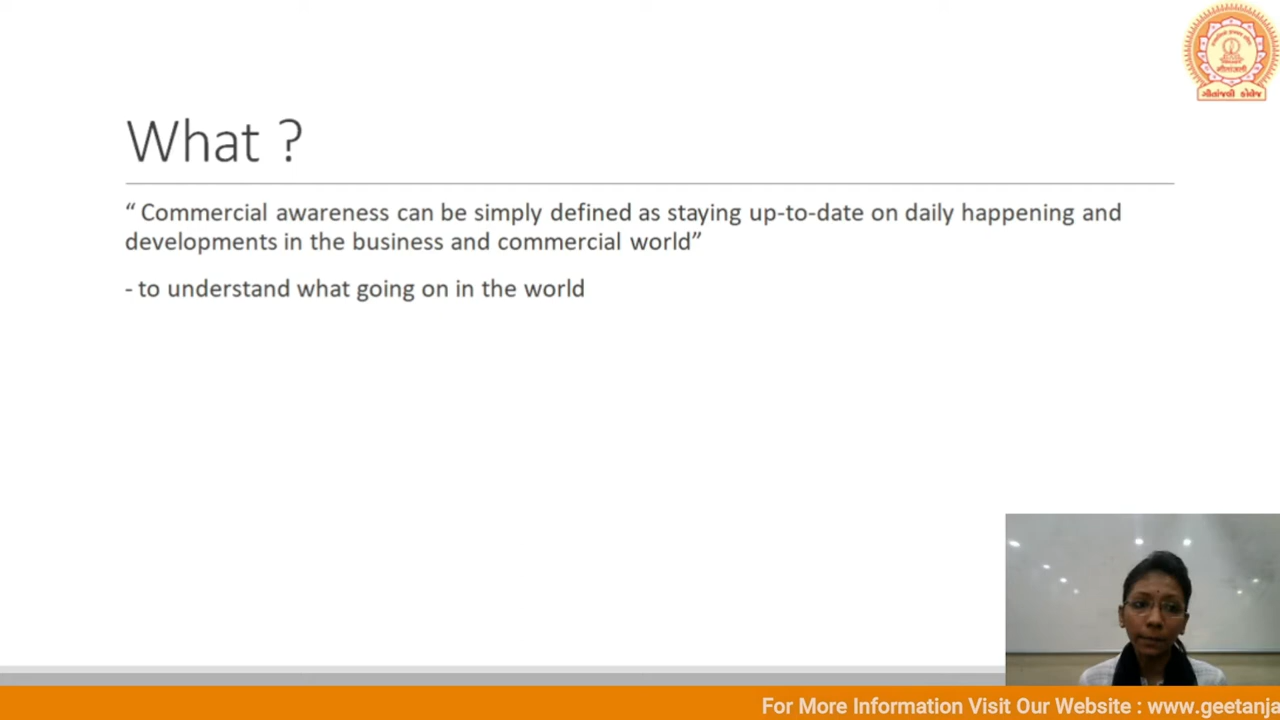 ગીતાંજલી કોલેજ
What ?
“ Commercial awareness can be simply defined as staying up-to-date on daily happening and
developments in the business and commercial world”
- to understand what going on in the world
For More Information Visit Our Website : www.geetanja